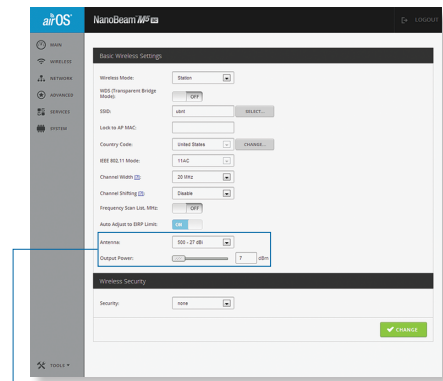 airOS NanoBeam M5 LOGOUT
MAIN
WIRELESS
NETWORK
ADVANCED
SERVICES
SYSTEM
TOOLS
Basic Wireless Settings
Wireless Mode: Station
WDS (Transparent Bridge Mode): OFF
SSID: ubnt SELECT...
Lock to AP MAC:
Country Code: United States CHANGE...
IEEE 802.11 Mode: 11AC
Channel Width [?]: 20 MHz
Channel Shifting [?]: Disable
Frequency Scan List, MHz: OFF
Auto Adjust to EIRP Limit: ON
Antenna: 500 - 27 dBi
Output Power: 7 dBm
Wireless Security
Security: none
CHANGE